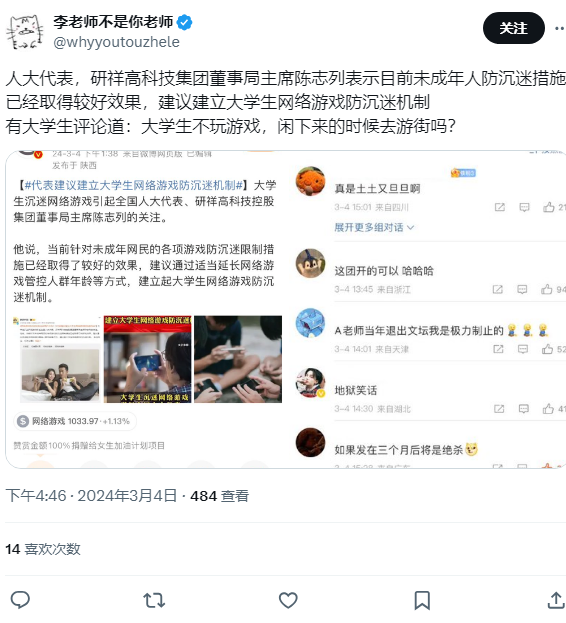 李老师不是你老师
@whyyoutouzhele
关注
人大代表，研祥高科技集团董事局主席陈志列表示目前未成年人防沉迷措施
已经取得较好效果，建议建立大学生网络游戏防沉迷机制
有大学生评论道：大学生不玩游戏，闲下来的时候去游街吗？
24-3-4 下午1:38 来自微博网页版 已编辑
发布于 陕西
【#代表建议建立大学生网络游戏防沉迷机制#】大学
生沉迷网络游戏引起全国人大代表、研祥高科技控股
集团董事局主席陈志列的关注。
他说，当前针对未成年网民的各项游戏防沉迷限制措
施已经取得了较好的效果，建议通过适当延长网络游
戏管控人群年龄等方式，建立起大学生网络游戏防沉
迷机制。
建立大学生网络游戏防沉迷机制
大学生沉迷网络游戏
网络游戏 1033.97 +1.13%
赞赏金额100%捐赠给女生加油计划项目
真是土土又旦旦啊
3-4 15:01 来自四川
21
展开更多组对话
这团开的可以 哈哈哈
3-4 13:45 来自浙江
94
A老师当年退出文坛我是极力制止的
3-4 14:01 来自天津
52
地狱笑话
3-4 14:30 来自湖北
41
如果发在三个月后将是绝杀
下午4:46 · 2024年3月4日 · 484 查看
14 喜欢次数